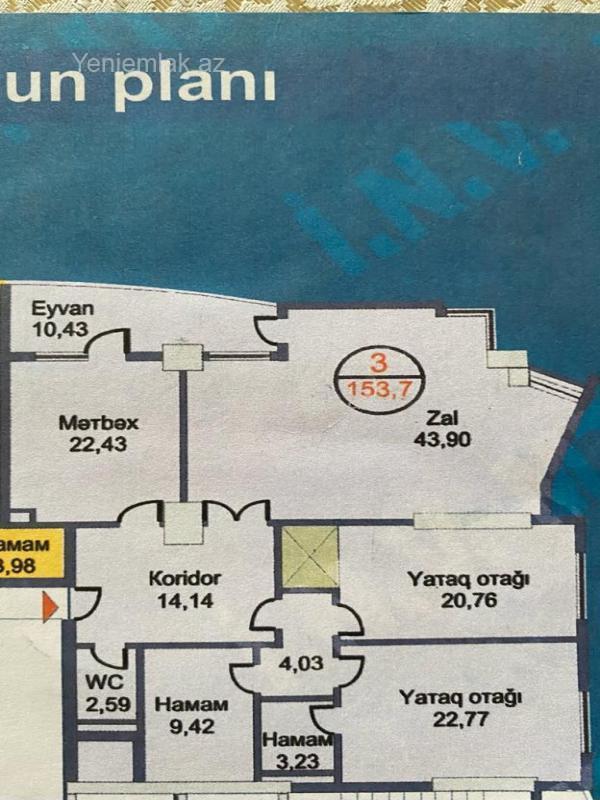 Yeniemlak.az
un planı
İ.N.V.
Eyvan
10,43
3
153,7
Mətbəx
22,43
Zal
43,90
amam
3,98
Koridor
14,14
Yataq otağı
20,76
4,03
WC
2,59
Hamam
9,42
Yataq otağı
22,77
Hamam
3,23